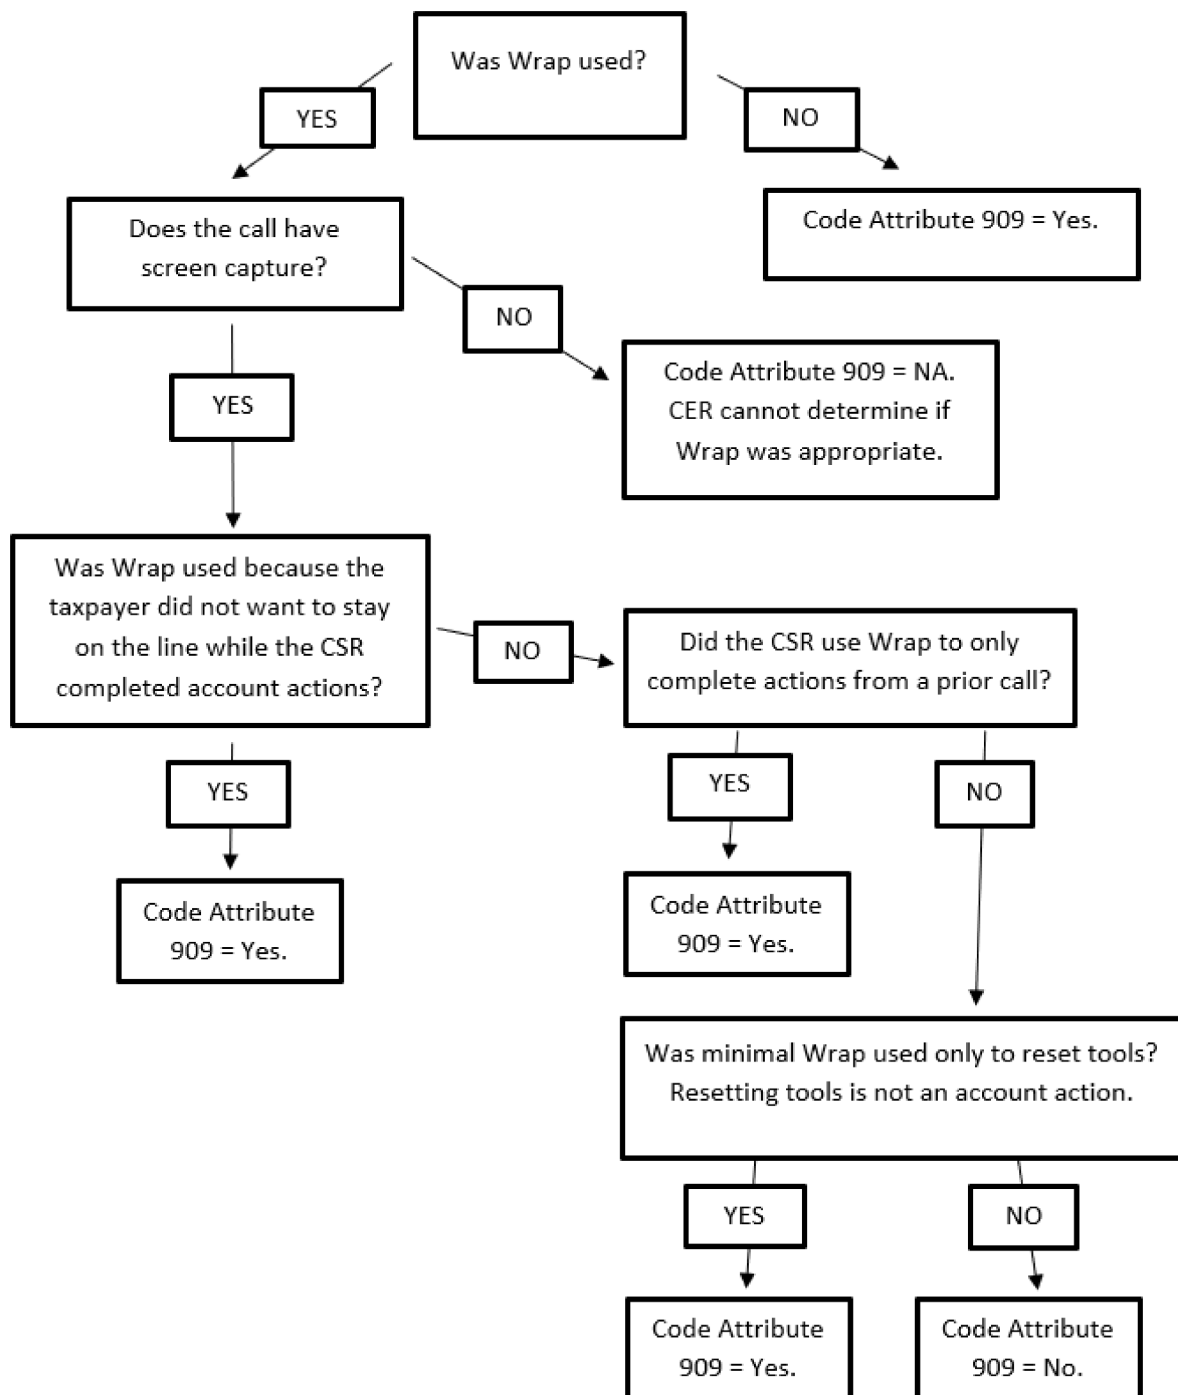 Was Wrap used?
YES
NO
Does the call have
screen capture?
Code Attribute 909 = Yes.
NO
Code Attribute 909 = NA.
CER cannot determine if
Wrap was appropriate.
YES
Was Wrap used because the
taxpayer did not want to stay
on the line while the CSR
completed account actions?
NO
Did the CSR use Wrap to only
complete actions from a prior call?
YES
Code Attribute
909 = Yes.
YES
NO
Code Attribute
909 = Yes.
Was minimal Wrap used only to reset tools?
Resetting tools is not an account action.
YES
NO
Code Attribute
909 = Yes.
Code Attribute
909 = No.